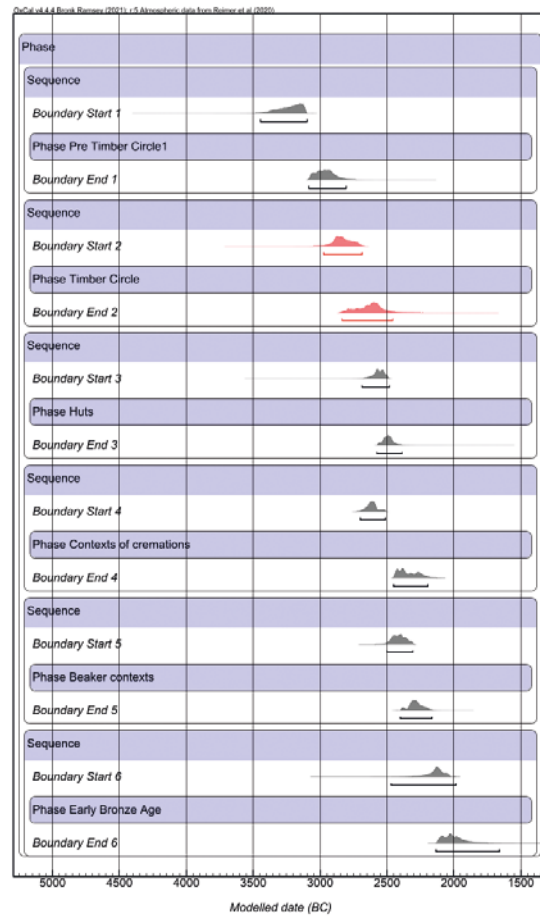 OxCal v4.4.4 Bronk Ramsey (2021); r:5 Atmospheric data from Reimer et al (2020)
Phase
Sequence
Boundary Start 1
Phase Pre Timber Circle1
Boundary End 1
Sequence
Boundary Start 2
Phase Timber Circle
Boundary End 2
Sequence
Boundary Start 3
Phase Huts
Boundary End 3
Sequence
Boundary Start 4
Phase Contexts of cremations
Boundary End 4
Sequence
Boundary Start 5
Phase Beaker contexts
Boundary End 5
Sequence
Boundary Start 6
Phase Early Bronze Age
Boundary End 6
5000 4500 4000 3500 3000 2500 2000 1500
Modelled date (BC)